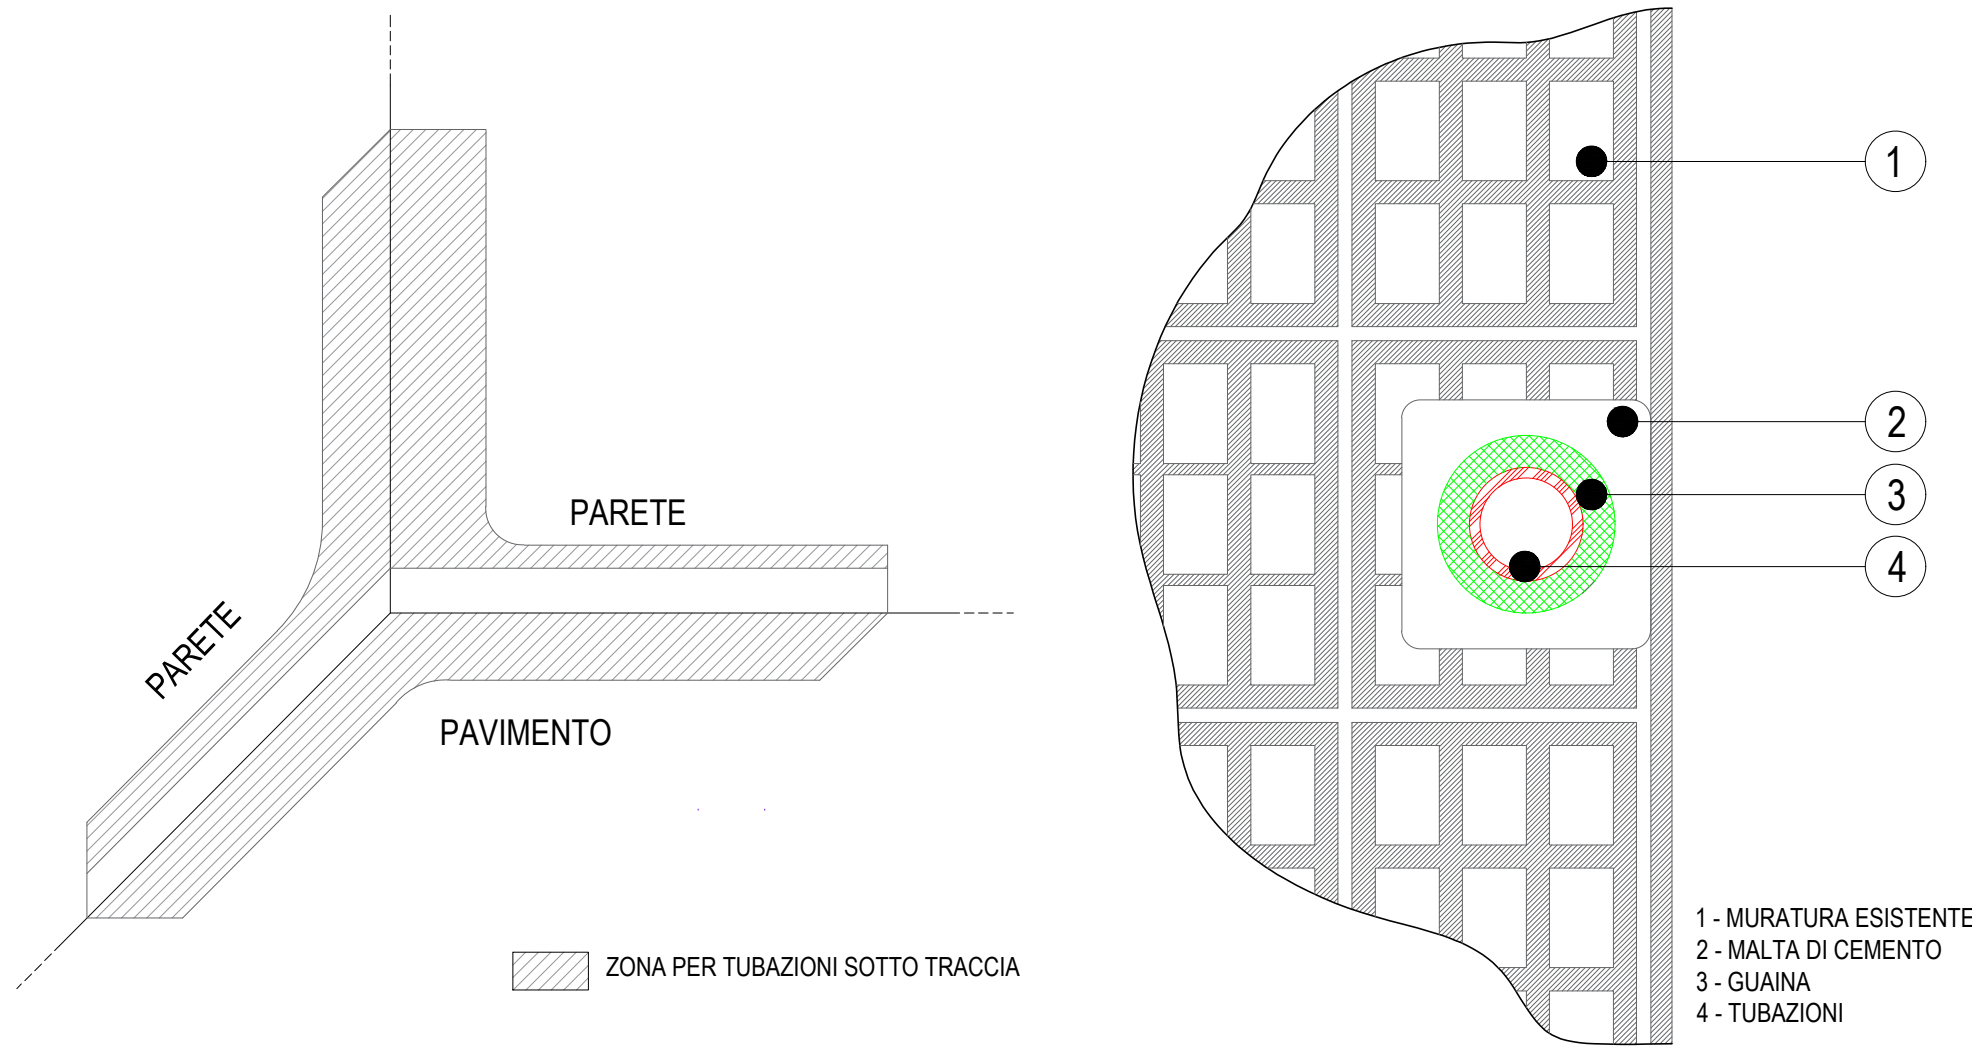 PARETE
PARETE
PAVIMENTO
ZONA PER TUBAZIONI SOTTO TRACCIA
1
2
3
4
1 - MURATURA ESISTENTE
2 - MALTA DI CEMENTO
3 - GUAINA
4 - TUBAZIONI